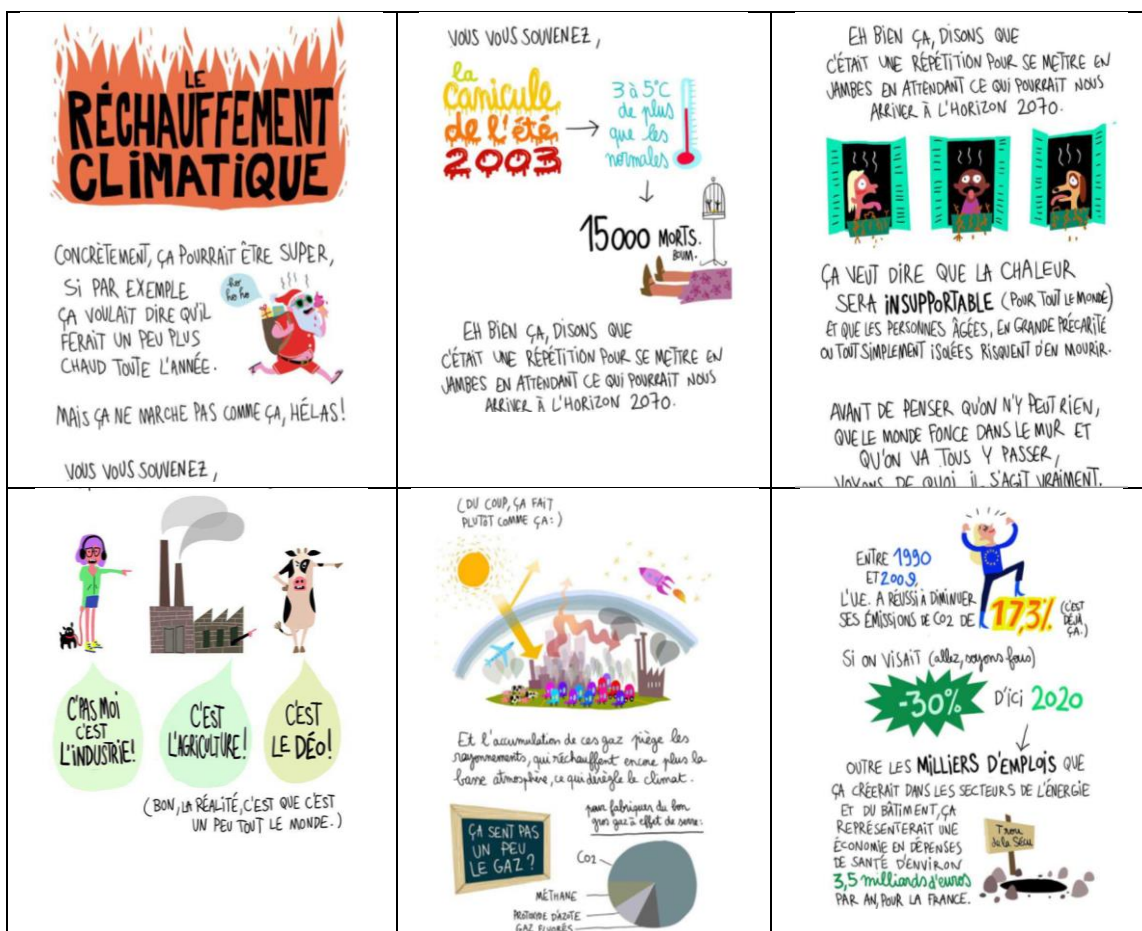 LE
RÉCHAUFFEMENT
CLIMATIQUE
CONCRÈTEMENT, ÇA POURRAIT ÊTRE SUPER,
SI PAR EXEMPLE
ÇA VOULAIT DIRE QU'IL
FERAIT UN PEU PLUS
CHAUD TOUTE L'ANNÉE.
ho
ho ho
MAIS ÇA NE MARCHE PAS COMME ÇA, HÉLAS!
VOUS VOUS SOUVENEZ,
VOUS VOUS SOUVENEZ,
la
canicule
de l'été
2003
3 à 5°C
de plus
que les
normales
15000 MORTS.
BOUM.
EH BIEN ÇA, DISONS QUE
C'ÉTAIT UNE RÉPÉTITION POUR SE METTRE EN
JAMBES EN ATTENDANT CE QUI POURRAIT NOUS
ARRIVER À L'HORIZON 2070.
EH BIEN ÇA, DISONS QUE
C'ÉTAIT UNE RÉPÉTITION POUR SE METTRE EN
JAMBES EN ATTENDANT CE QUI POURRAIT NOUS
ARRIVER À L'HORIZON 2070.
ÇA VEUT DIRE QUE LA CHALEUR
SERA INSUPPORTABLE (POUR TOUT LE MONDE)
ET QUE LES PERSONNES ÂGÉES, EN GRANDE PRÉCARITÉ
OU TOUT SIMPLEMENT ISOLÉES RISQUENT D'EN MOURIR.
AVANT DE PENSER QU'ON N'Y PEUT RIEN,
QUE LE MONDE FONCE DANS LE MUR ET
QU'ON VA TOUS Y PASSER,
VOYONS DE QUOI IL S'AGIT VRAIMENT.
C'PAS MOI
C'EST
L'INDUSTRIE!
C'EST
L'AGRICULTURE!
C'EST
LE DÉO!
(BON, LA RÉALITÉ, C'EST QUE C'EST
UN PEU TOUT LE MONDE.)
(DU COUP, ÇA FAIT
PLUTÔT COMME ÇA:)
Et l'accumulation de ces gaz piège les
rayonnements, qui réchauffent encore plus la
basse atmosphère, ce qui dérègle le climat.
ÇA SENT PAS
UN PEU
LE GAZ?
pour fabriquer du bon
gros gaz à effet de serre:
CO2
MÉTHANE
PROTOXYDE D'AZOTE
GAZ FLUORÉS
ENTRE 1990
ET 2009,
L'U.E. A RÉUSSI À DIMINUER
SES ÉMISSIONS DE CO2 DE 17,3% (C'EST
DÉJÀ
ÇA.)
SI ON VISAIT (allez, soyons fous)
-30% D'ICI 2020
OUTRE LES MILLIERS D'EMPLOIS QUE
ÇA CRÉERAIT DANS LES SECTEURS DE L'ÉNERGIE
ET DU BÂTIMENT, ÇA
REPRÉSENTERAIT UNE
ÉCONOMIE EN DÉPENSES
DE SANTÉ D'ENVIRON
3,5 milliards d'euros
PAR AN, POUR LA FRANCE.
Trou
de la Sécu